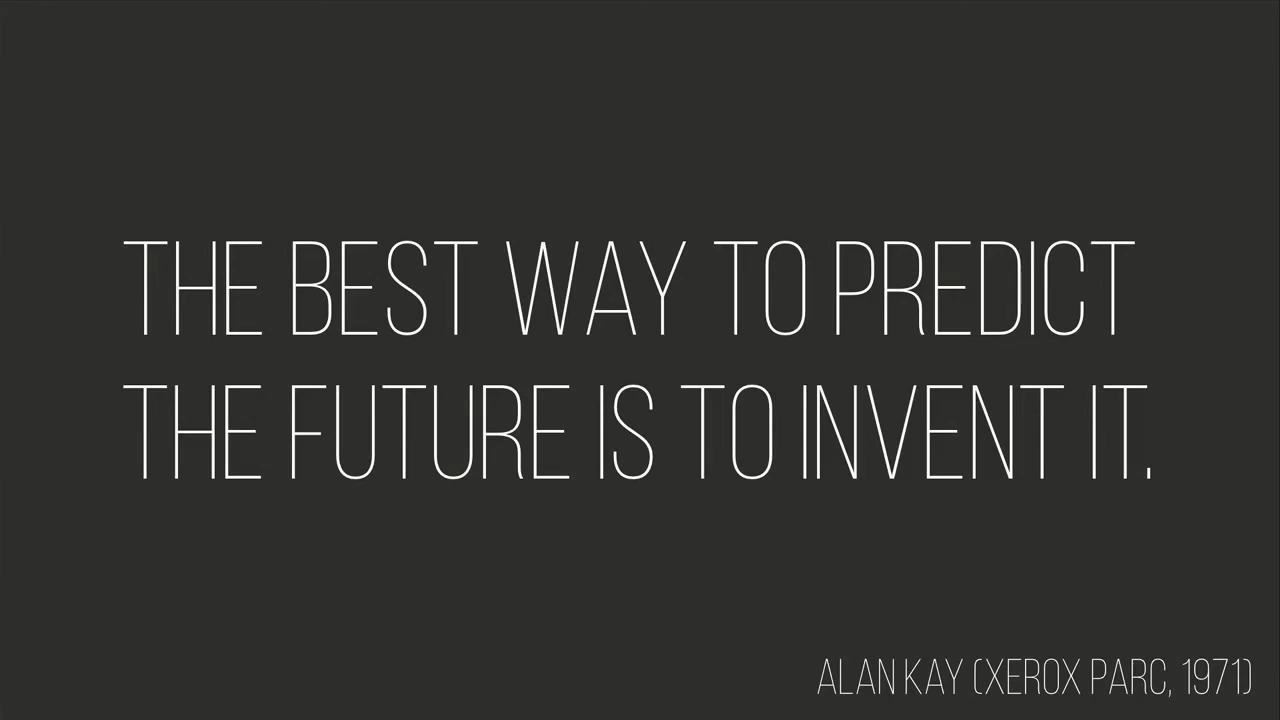 THE BEST WAY TO PREDICT
THE FUTURE IS TO INVENT IT.
ALAN KAY (XEROX PARC, 1971)